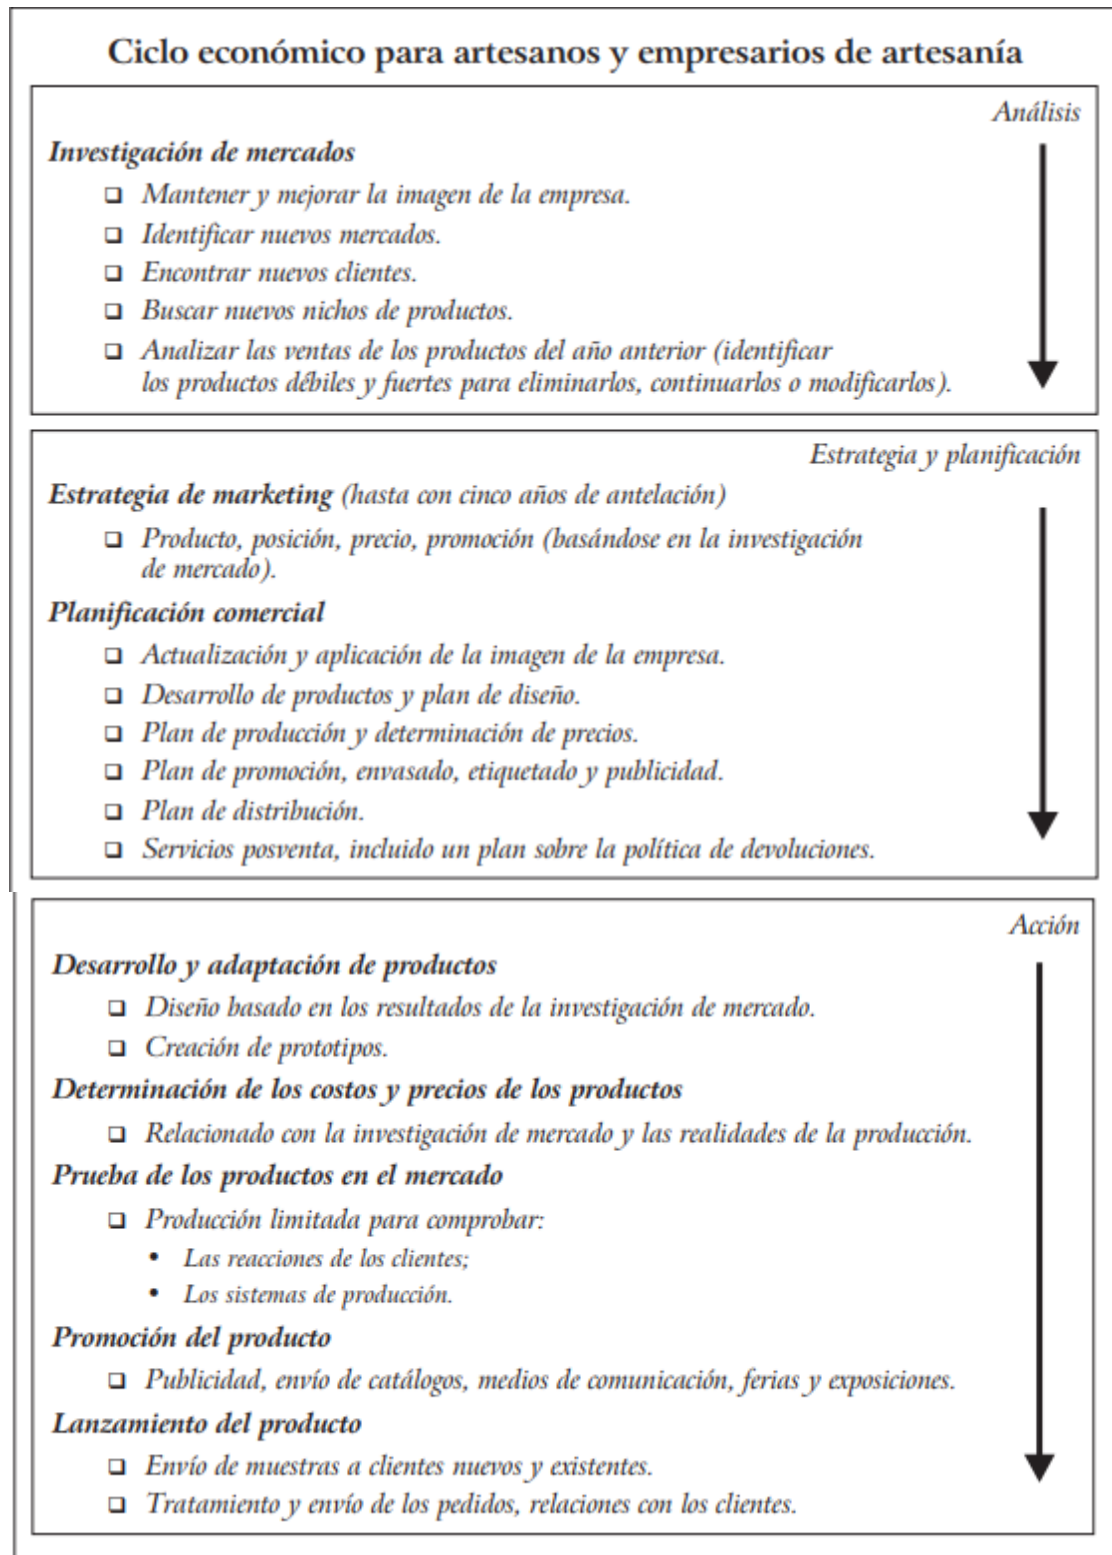 Ciclo económico para artesanos y empresarios de artesanía
Análisis
Investigación de mercados
❑ Mantener y mejorar la imagen de la empresa.
❑ Identificar nuevos mercados.
❑ Encontrar nuevos clientes.
❑ Buscar nuevos nichos de productos.
❑ Analizar las ventas de los productos del año anterior (identificar
los productos débiles y fuertes para eliminarlos, continuarlos o modificarlos).
Estrategia y planificación
Estrategia de marketing (hasta con cinco años de antelación)
❑ Producto, posición, precio, promoción (basándose en la investigación
de mercado).
Planificación comercial
❑ Actualización y aplicación de la imagen de la empresa.
❑ Desarrollo de productos y plan de diseño.
❑ Plan de producción y determinación de precios.
❑ Plan de promoción, envasado, etiquetado y publicidad.
❑ Plan de distribución.
❑ Servicios posventa, incluido un plan sobre la política de devoluciones.
Acción
Desarrollo y adaptación de productos
❑ Diseño basado en los resultados de la investigación de mercado.
❑ Creación de prototipos.
Determinación de los costos y precios de los productos
❑ Relacionado con la investigación de mercado y las realidades de la producción.
Prueba de los productos en el mercado
❑ Producción limitada para comprobar:
• Las reacciones de los clientes;
• Los sistemas de producción.
Promoción del producto
❑ Publicidad, envío de catálogos, medios de comunicación, ferias y exposiciones.
Lanzamiento del producto
❑ Envío de muestras a clientes nuevos y existentes.
❑ Tratamiento y envío de los pedidos, relaciones con los clientes.